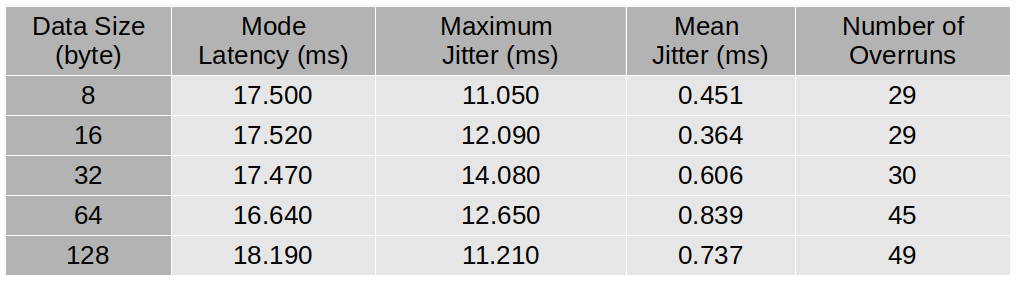 Data Size (byte) Mode Latency (ms) Maximum Jitter (ms) Mean Jitter (ms) Number of Overruns
8 17.500 11.050 0.451 29
16 17.520 12.090 0.364 29
32 17.470 14.080 0.606 30
64 16.640 12.650 0.839 45
128 18.190 11.210 0.737 49